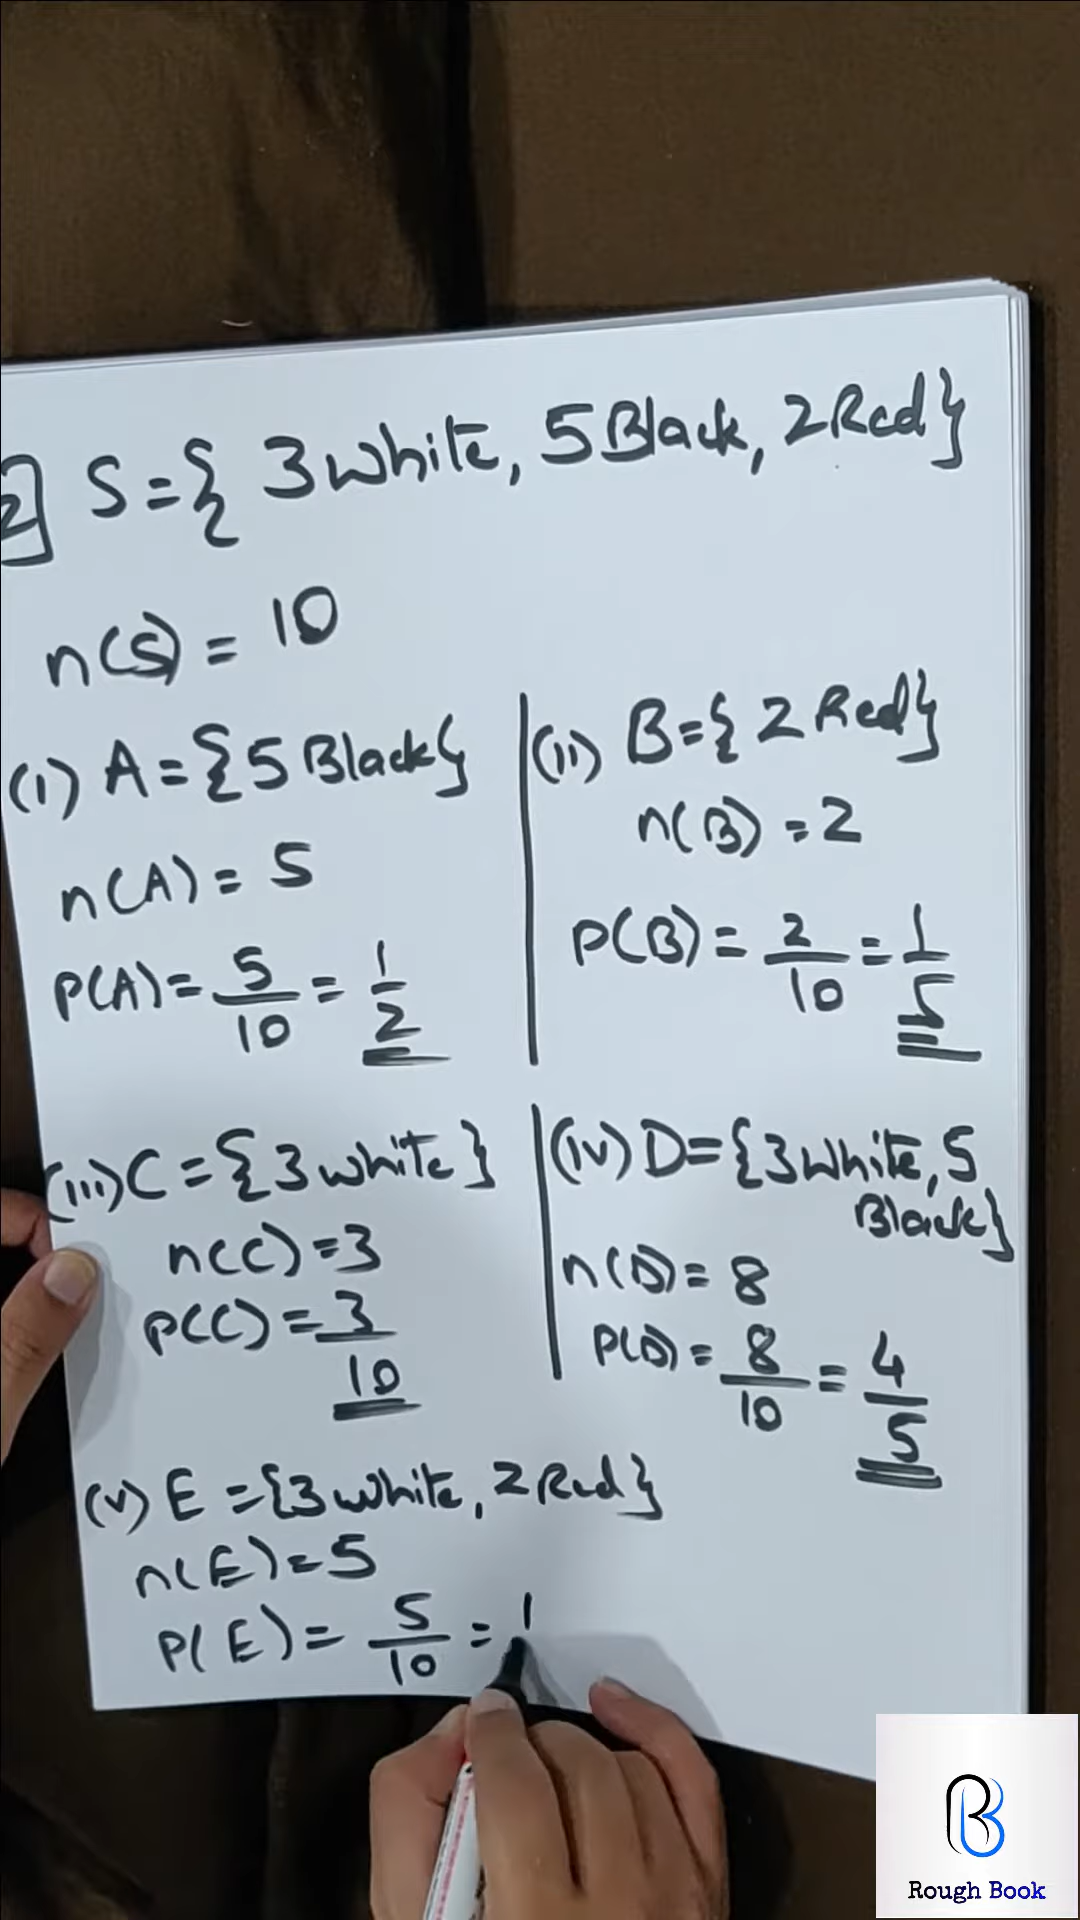 2] S = { 3 White, 5 Black, 2 Red }
n(S) = 10
(i) A = {5 Black}
n(A) = 5
P(A) = 5/10 = 1/2
(ii) B = { 2 Red}
n(B) = 2
P(B) = 2/10 = 1/5
(iii) C = {3 White}
n(C) = 3
P(C) = 3/10
(iv) D = {3 White, 5
Black}
n(D) = 8
P(D) = 8/10 = 4/5
(v) E = {3 White, 2 Red}
n(E) = 5
P(E) = 5/10 = 1
B
Rough Book